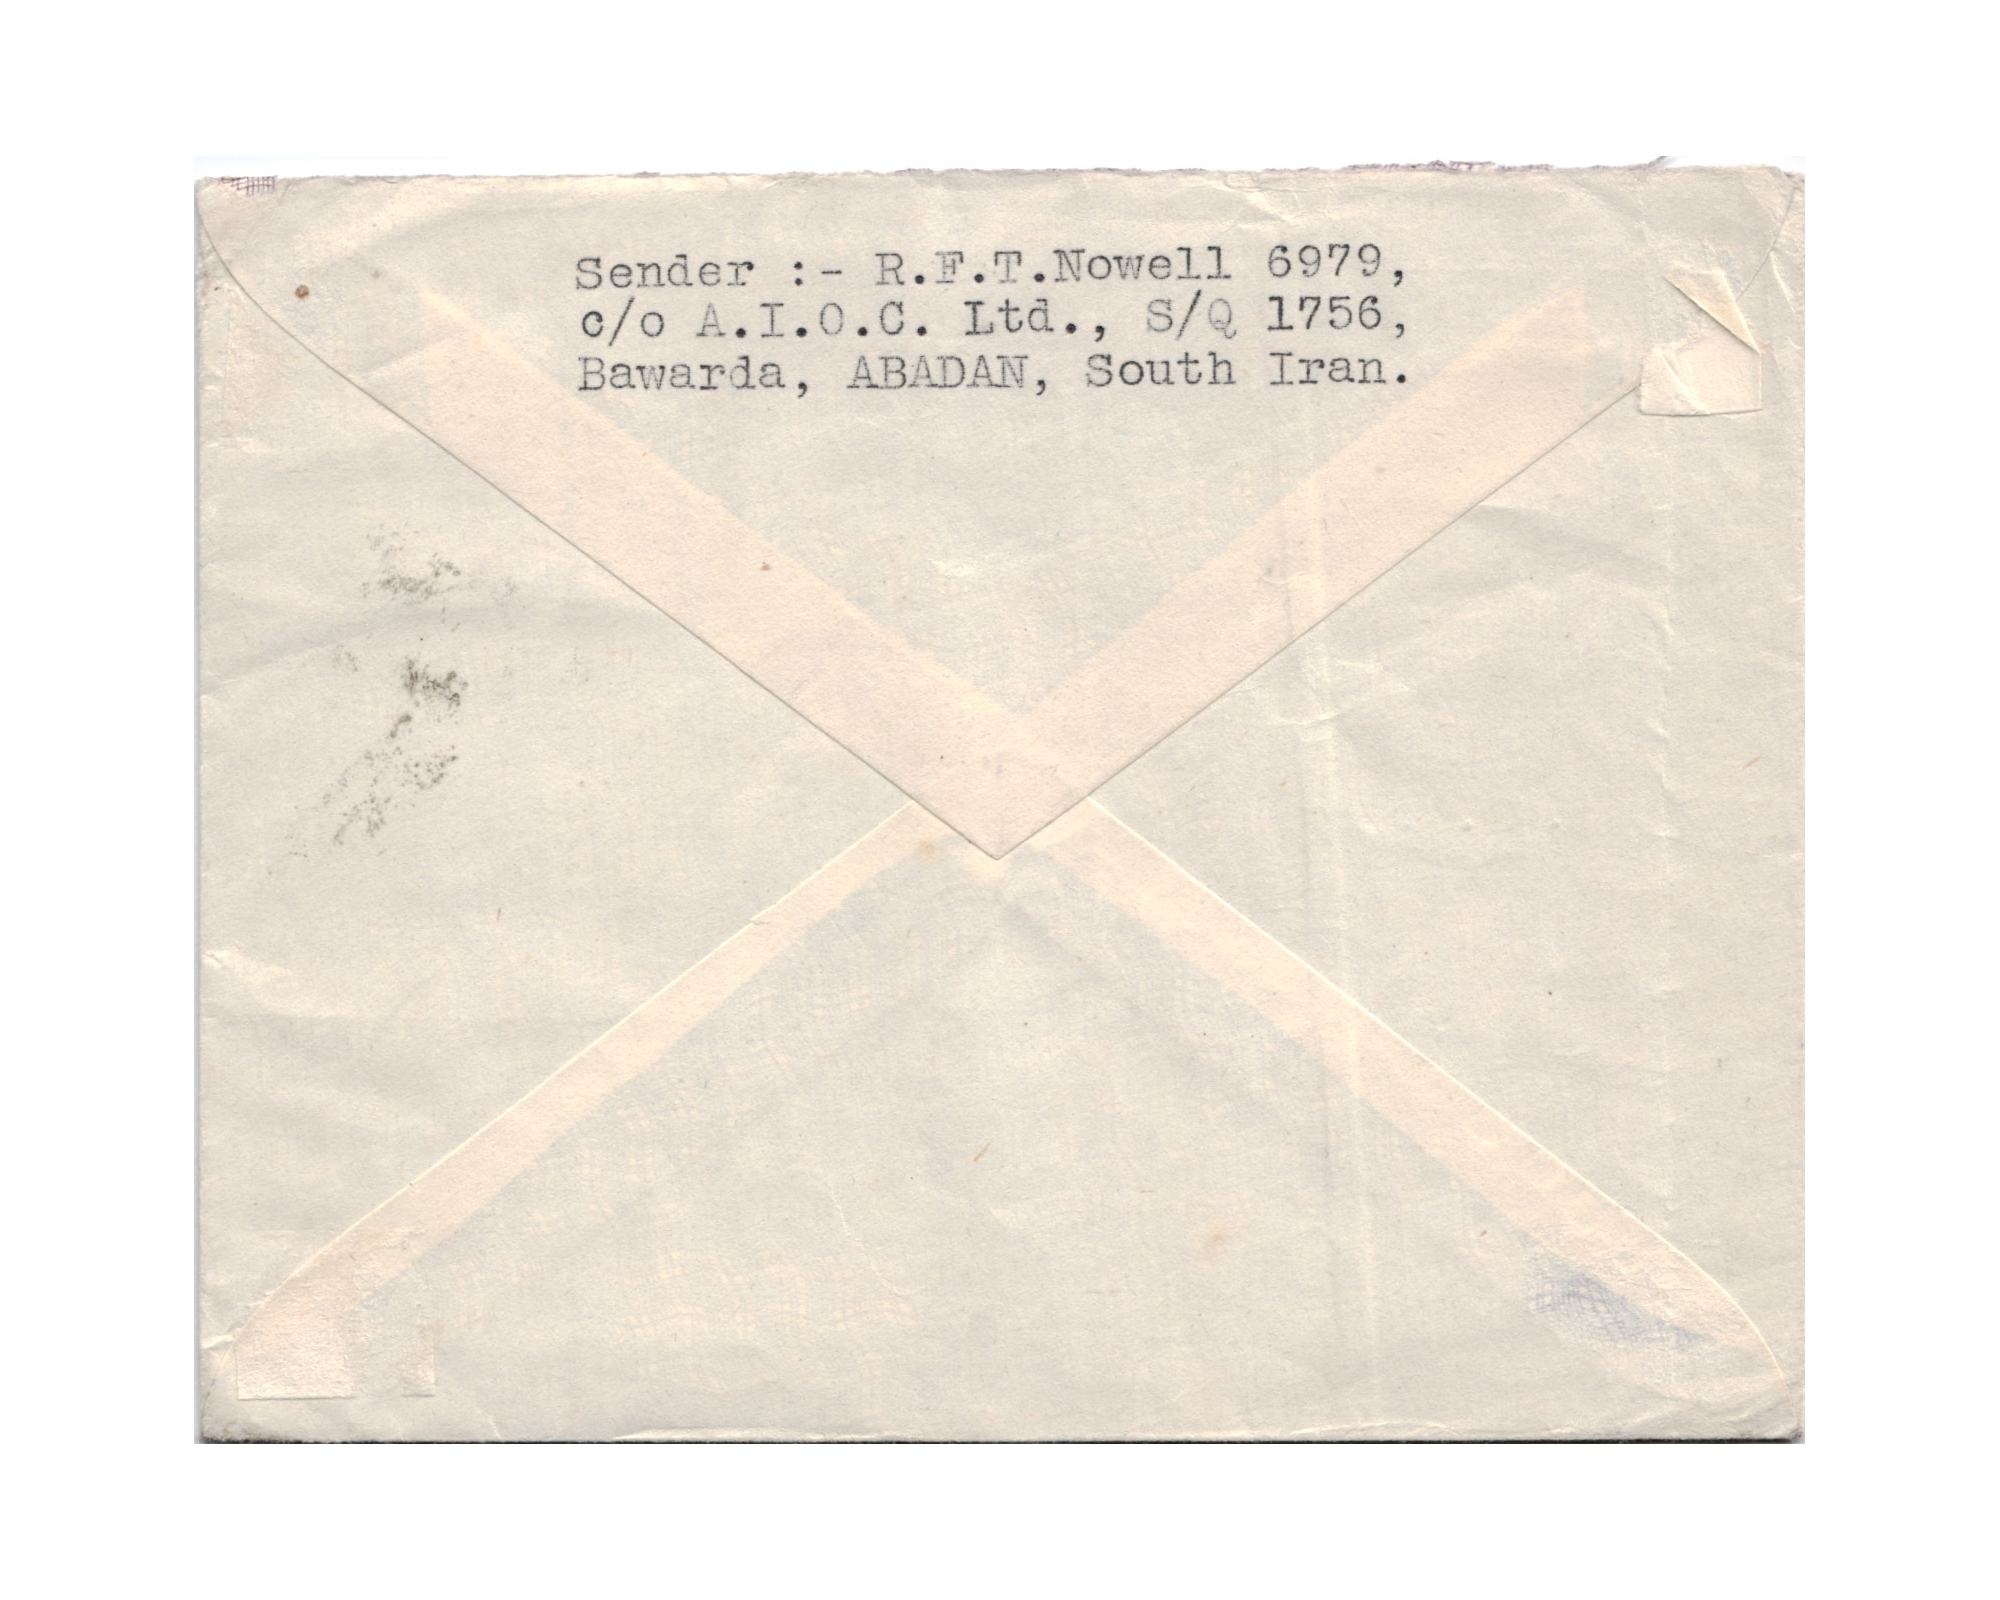 Sender :- R.F.T.Nowell 6979,
c/o A.I.O.C. Ltd., S/Q 1756,
Bawarda, ABADAN, South Iran.